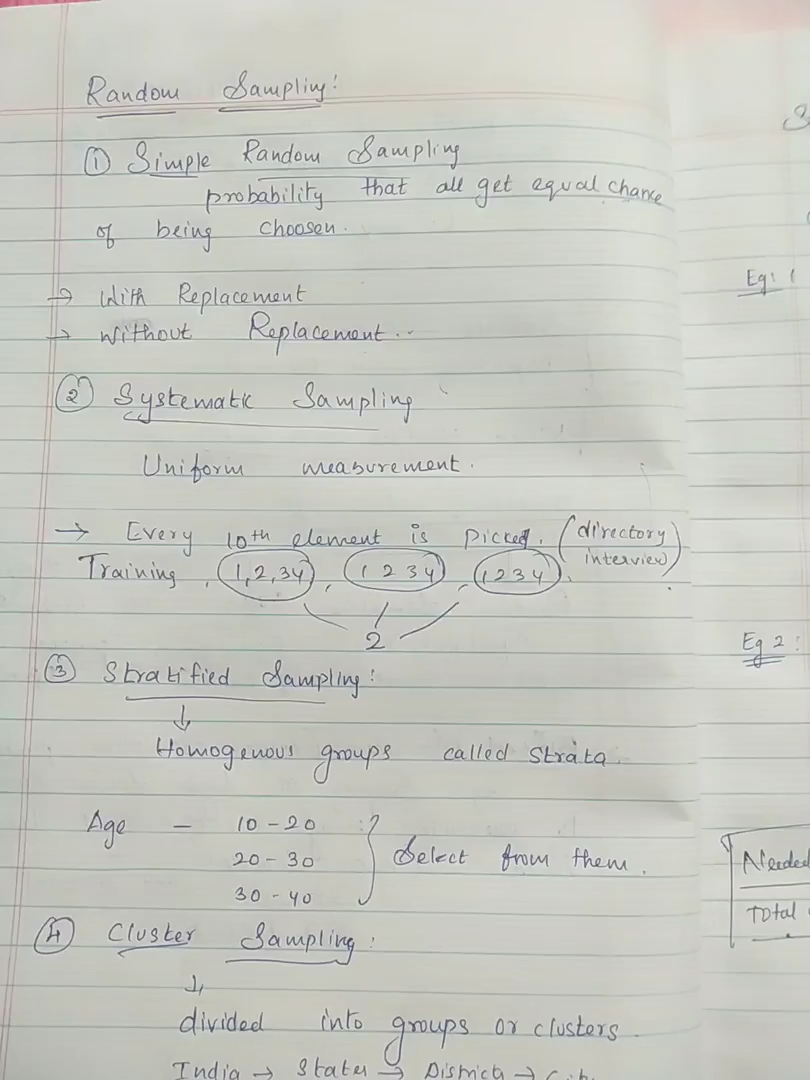 Random Sampling:
① Simple Random Sampling
probability that all get equal chance
of being choosen.
→ With Replacement
→ Without Replacement..
② Systematic Sampling
Uniform measurement.
→ Every 10th element is Picked. (directory interview)
Training, 1,2,34, 1 2 3 4, 1 2 3 4,
2
③ Stratified Sampling:
↓
Homogenous groups called Strata.
Age - 10-20
20-30
30-40
} Select from them.
④ Cluster Sampling:
↓
divided into groups or clusters.
India → States → Districts →
Eg: 1
Eg 2:
Needed
Total